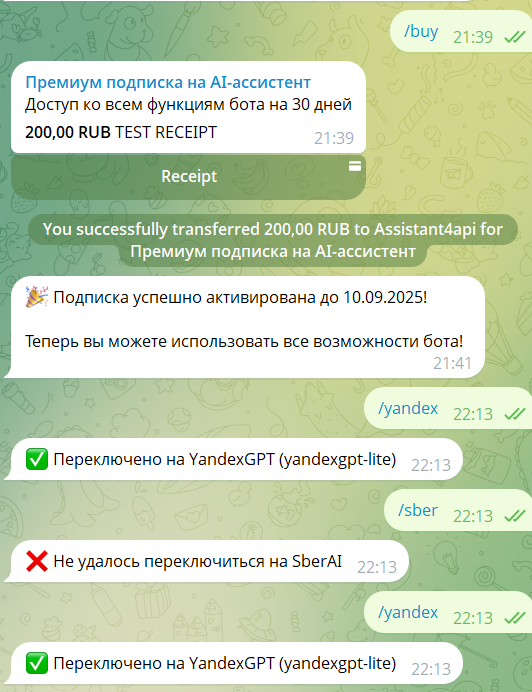 /buy 21:39
Премиум подписка на AI-ассистент
Доступ ко всем функциям бота на 30 дней
200,00 RUB TEST RECEIPT
21:39
Receipt
You successfully transferred 200,00 RUB to Assistant4api for
Премиум подписка на AI-ассистент
🎉 Подписка успешно активирована до 10.09.2025!
Теперь вы можете использовать все возможности бота!
21:41
/yandex 22:13
✅ Переключено на YandexGPT (yandexgpt-lite) 22:13
/sber 22:13
❌ Не удалось переключиться на SberAI 22:13
/yandex 22:13
✅ Переключено на YandexGPT (yandexgpt-lite) 22:13